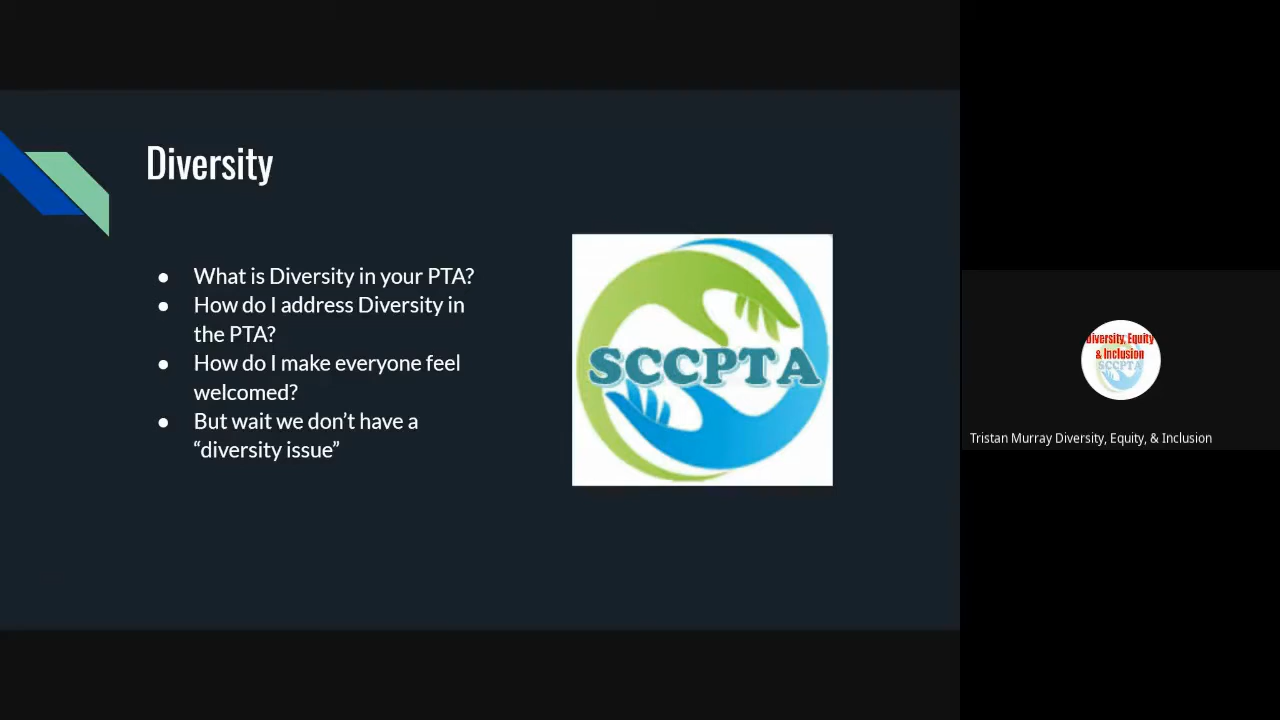 Diversity
● What is Diversity in your PTA?
● How do I address Diversity in
the PTA?
● How do I make everyone feel
welcomed?
● But wait we don’t have a
“diversity issue”
SCCPTA
Diversity, Equity
& Inclusion
SCCPTA
Tristan Murray Diversity, Equity, & Inclusion